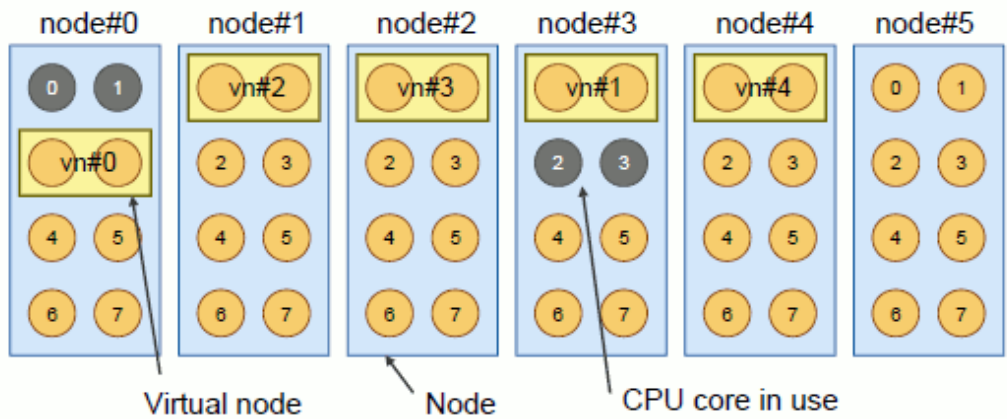 node#0 node#1 node#2 node#3 node#4 node#5
0 1 vn#2 vn#3 vn#1 vn#4 0 1
vn#0 2 3 2 3 2 3 2 3 2 3
4 5 4 5 4 5 4 5 4 5 4 5
6 7 6 7 6 7 6 7 6 7 6 7
Virtual node Node CPU core in use